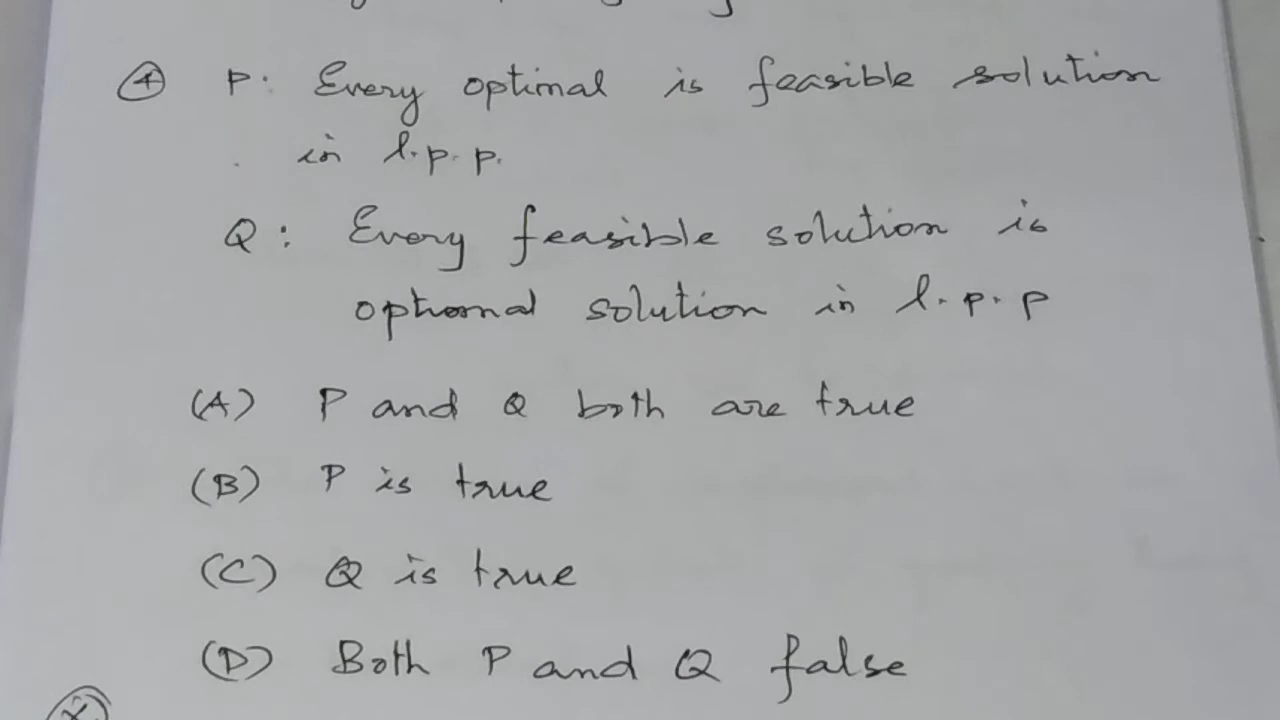 ④ P: Every optimal is feasible solution
in l.p.p.
Q: Every feasible solution is
optional solution in l.p.p
(A) P and Q both are true
(B) P is true
(C) Q is true
(D) Both P and Q false